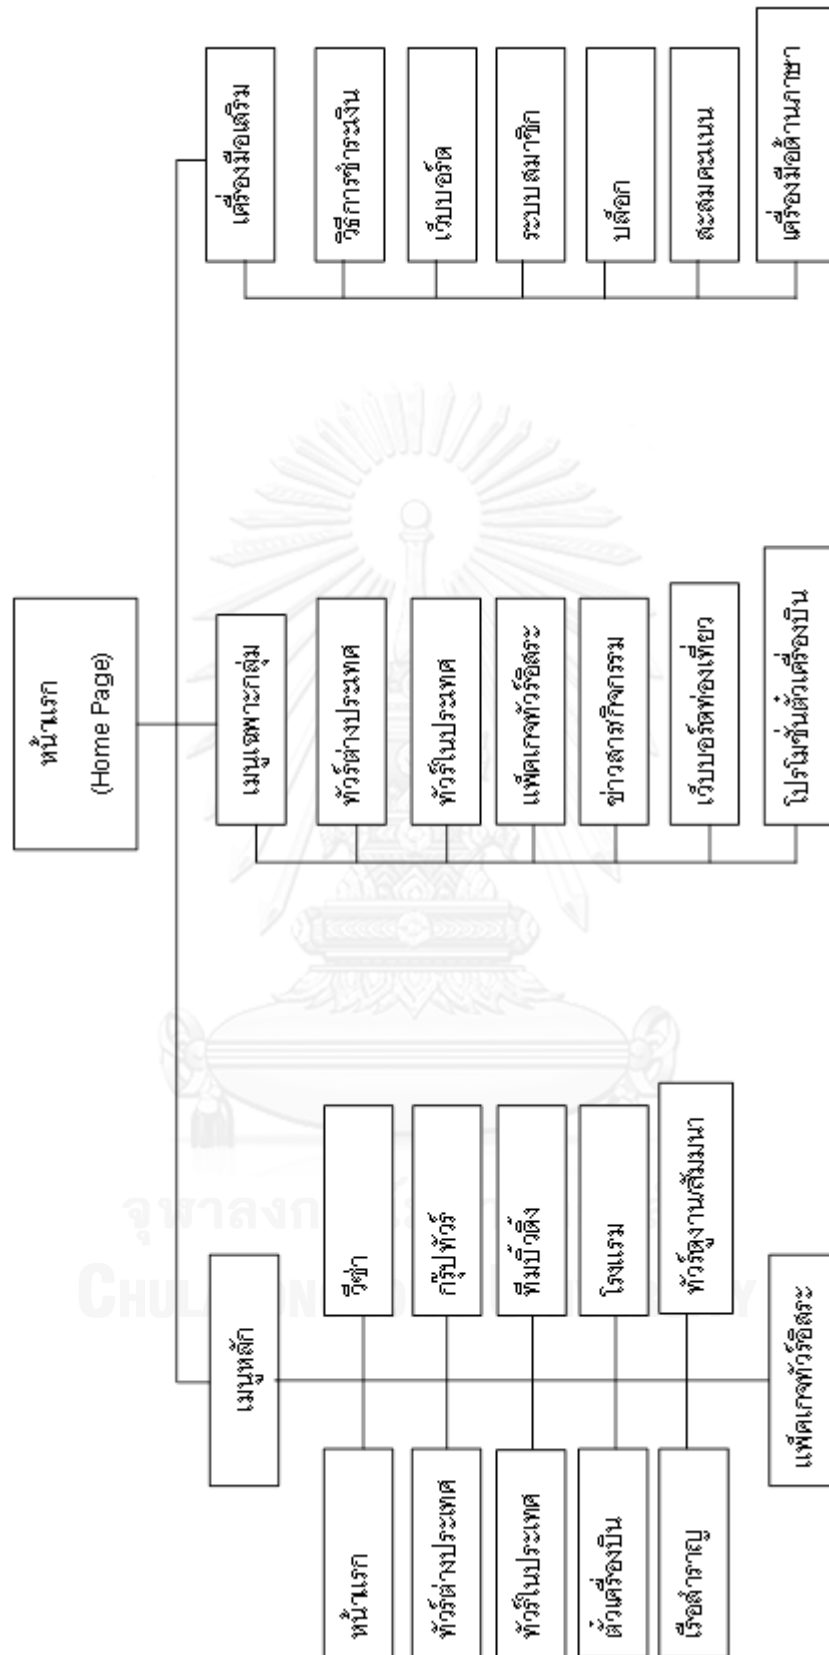 หน้าแรก
(Home Page)
เมนูหลัก
หน้าแรก
วีซ่า
ทัวร์ต่างประเทศ
กรุ๊ปทัวร์
ทัวร์ในประเทศ
ทีมบิ้วดิ้ง
ตั๋วเครื่องบิน
โรงแรม
เรือสำราญ
ทัวร์ดูงาน/สัมมนา
แพ็คเกจทัวร์อิสระ
เมนูเฉพาะกลุ่ม
ทัวร์ต่างประเทศ
ทัวร์ในประเทศ
แพ็คเกจทัวร์อิสระ
ข่าวสาร/กิจกรรม
เว็บบอร์ดท่องเที่ยว
โปรโมชั่นตั๋วเครื่องบิน
เครื่องมือเสริม
วิธีการชำระเงิน
เว็บบอร์ด
ระบบสมาชิก
บล็อก
สะสมคะแนน
เครื่องมือด้านภาษา